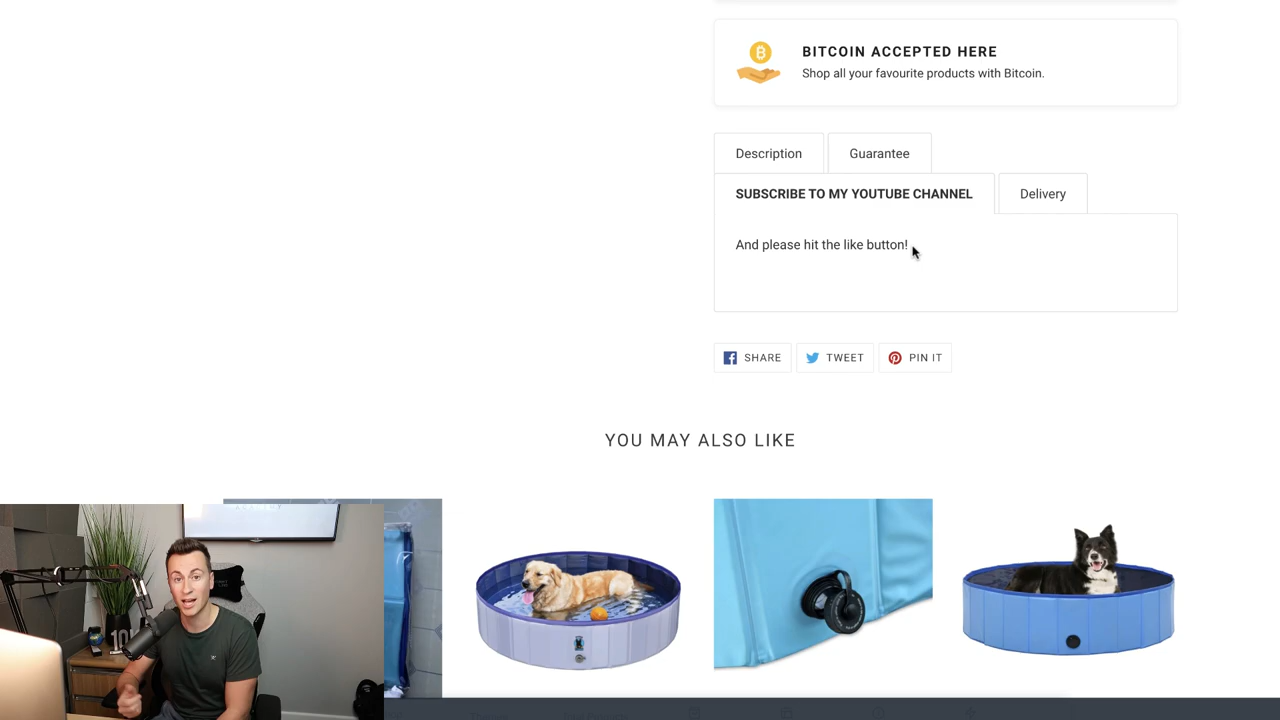 BITCOIN ACCEPTED HERE
Shop all your favourite products with Bitcoin.
Description
Guarantee
SUBSCRIBE TO MY YOUTUBE CHANNEL
Delivery
And please hit the like button!
SHARE
TWEET
PIN IT
YOU MAY ALSO LIKE